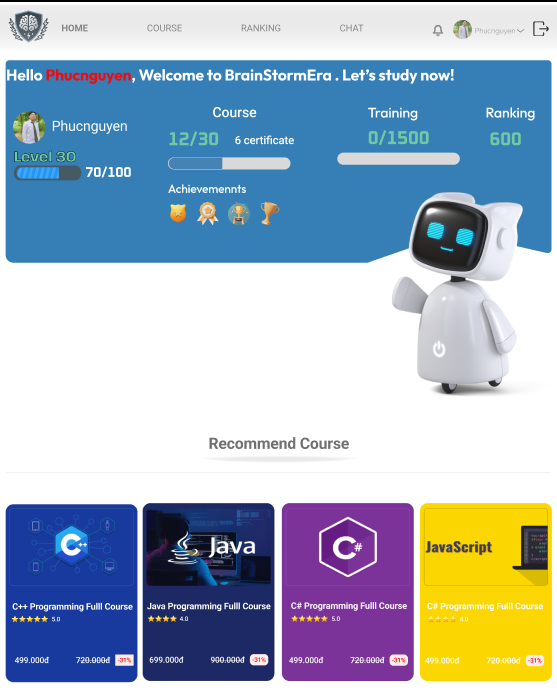 HOME COURSE RANKING CHAT Phucnguyen
Hello Phucnguyen, Welcome to BrainStormEra . Let's study now!
Course Training Ranking
Phucnguyen 12/30 6 certificate 0/1500 600
Level 30
70/100
Achievemennts
Recommend Course
C++ Java C# JavaScript
C++ Programming Fulll Course Java Programming Fulll Course C# Programming Fulll Course C# Programming Fulll Course
5.0 4.0 5.0 4.0
499.000đ 720.000đ -31% 699.000đ 900.000đ -31% 499.000đ 720.000đ -31% 499.000đ 720.000đ -31%